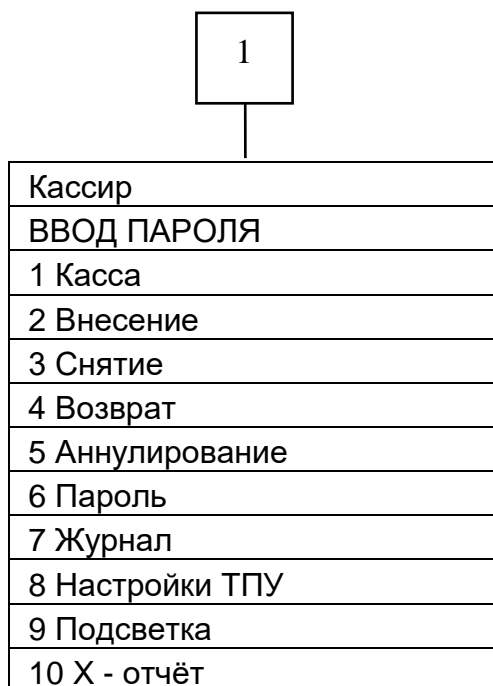 1
Кассир
ВВОД ПАРОЛЯ
1 Касса
2 Внесение
3 Снятие
4 Возврат
5 Аннулирование
6 Пароль
7 Журнал
8 Настройки ТПУ
9 Подсветка
10 X - отчёт